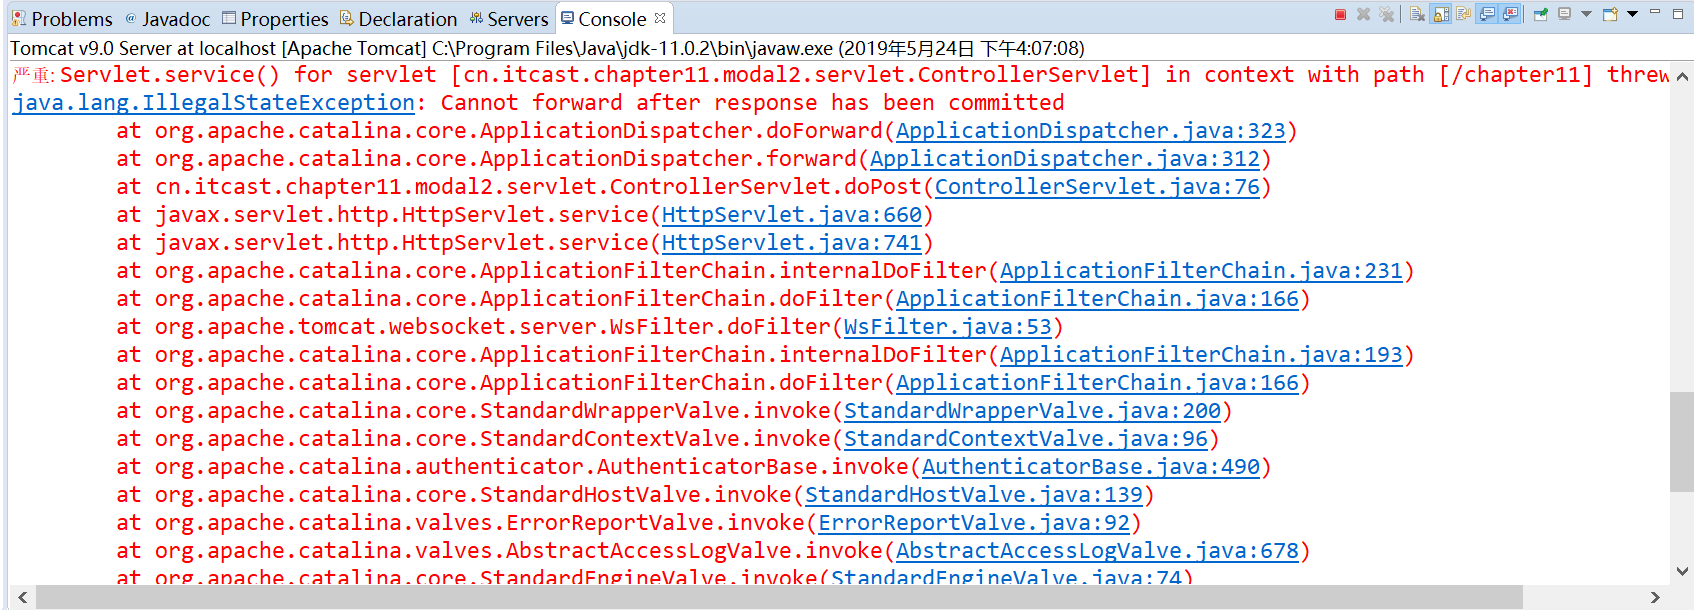 Problems @ Javadoc Properties Declaration Servers Console
Tomcat v9.0 Server at localhost [Apache Tomcat] C:\Program Files\Java\jdk-11.0.2\bin\javaw.exe (2019年5月24日 下午4:07:08)
严重: Servlet.service() for servlet [cn.itcast.chapter11.modal2.servlet.ControllerServlet] in context with path [/chapter11] threw
java.lang.IllegalStateException: Cannot forward after response has been committed
at org.apache.catalina.core.ApplicationDispatcher.doForward(ApplicationDispatcher.java:323)
at org.apache.catalina.core.ApplicationDispatcher.forward(ApplicationDispatcher.java:312)
at cn.itcast.chapter11.modal2.servlet.ControllerServlet.doPost(ControllerServlet.java:76)
at javax.servlet.http.HttpServlet.service(HttpServlet.java:660)
at javax.servlet.http.HttpServlet.service(HttpServlet.java:741)
at org.apache.catalina.core.ApplicationFilterChain.internalDoFilter(ApplicationFilterChain.java:231)
at org.apache.catalina.core.ApplicationFilterChain.doFilter(ApplicationFilterChain.java:166)
at org.apache.tomcat.websocket.server.WsFilter.doFilter(WsFilter.java:53)
at org.apache.catalina.core.ApplicationFilterChain.internalDoFilter(ApplicationFilterChain.java:193)
at org.apache.catalina.core.ApplicationFilterChain.doFilter(ApplicationFilterChain.java:166)
at org.apache.catalina.core.StandardWrapperValve.invoke(StandardWrapperValve.java:200)
at org.apache.catalina.core.StandardContextValve.invoke(StandardContextValve.java:96)
at org.apache.catalina.authenticator.AuthenticatorBase.invoke(AuthenticatorBase.java:490)
at org.apache.catalina.core.StandardHostValve.invoke(StandardHostValve.java:139)
at org.apache.catalina.valves.ErrorReportValve.invoke(ErrorReportValve.java:92)
at org.apache.catalina.valves.AbstractAccessLogValve.invoke(AbstractAccessLogValve.java:678)
at org.apache.catalina.core.StandardEngineValve.invoke(StandardEngineValve.java:74)